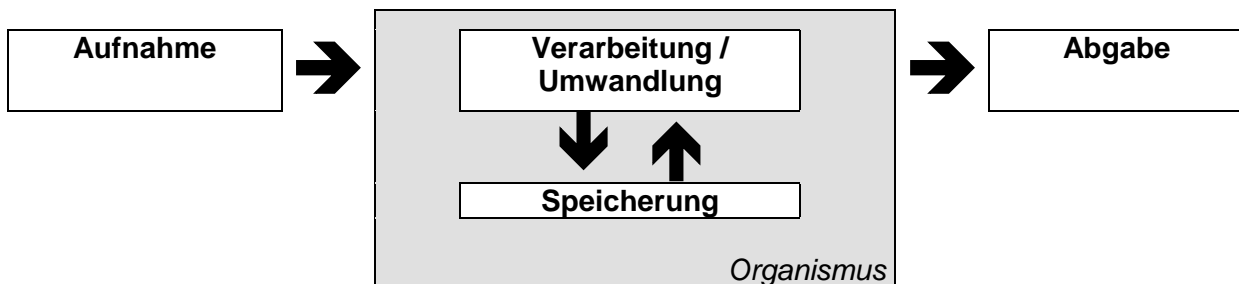 Aufnahme
Verarbeitung /
Umwandlung
Abgabe
Speicherung
Organismus